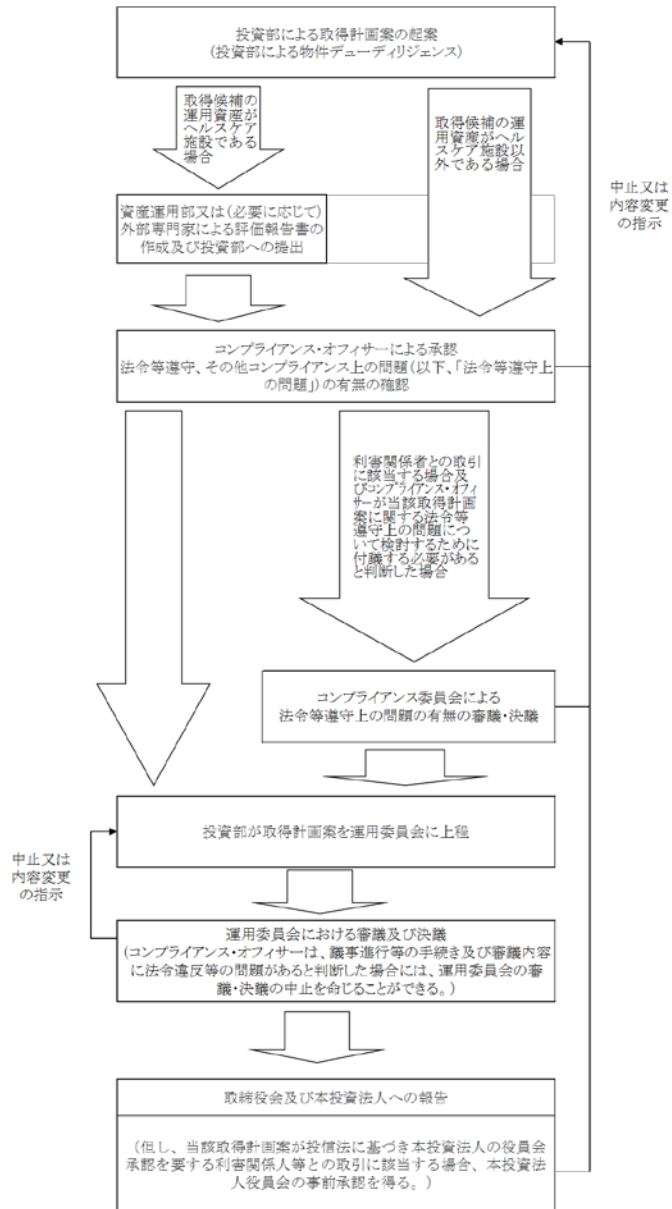 投資部による取得計画案の起案
(投資部による物件デューディリジェンス)
取得候補の
運用資産が
ヘルスケア
施設である
場合
取得候補の運
用資産がヘル
スケア施設以
外である場合
中止又は
内容変更
の指示
資産運用部又は(必要に応じて)
外部専門家による評価報告書の
作成及び投資部への提出
コンプライアンス・オフィサーによる承認
法令等遵守、その他コンプライアンス上の問題(以下、「法令等遵守上
の問題」)の有無の確認
利害関係者との取引
に該当する場合及
びコンプライアンス・オフィ
サーが当該取得計画
案に関する法令等
遵守上の問題につ
いて検討するために
付議する必要がある
と判断した場合
コンプライアンス委員会による
法令等遵守上の問題の有無の審議・決議
投資部が取得計画案を運用委員会に上程
中止又は
内容変更
の指示
運用委員会における審議及び決議
(コンプライアンス・オフィサーは、議事進行等の手続き及び審議内容
に法令違反等の問題があると判断した場合には、運用委員会の審
議・決議の中止を命じることができる。)
取締役会及び本投資法人への報告
(但し、当該取得計画案が投信法に基づき本投資法人の役員会
承認を要する利害関係人等との取引に該当する場合、本投資法
人役員会の事前承認を得る。)